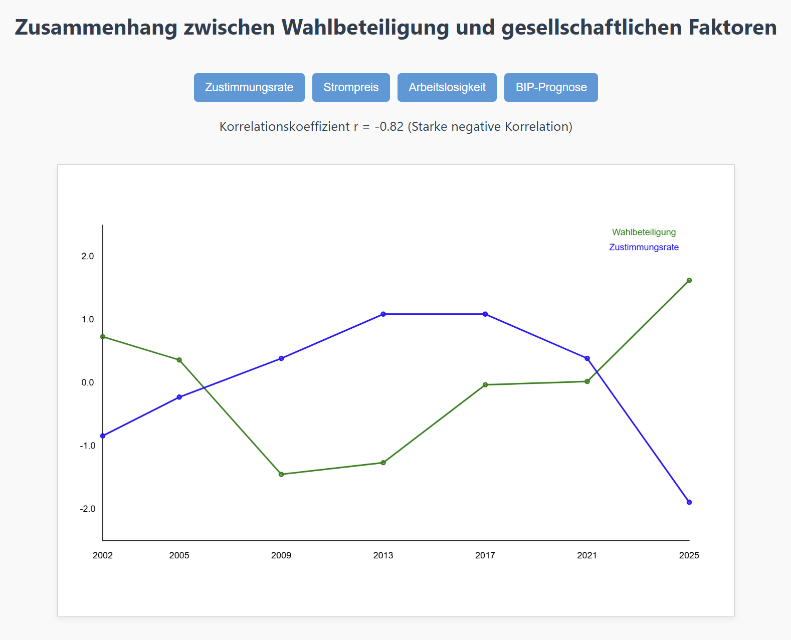 Zusammenhang zwischen Wahlbeteiligung und gesellschaftlichen Faktoren
Zustimmungsrate
Strompreis
Arbeitslosigkeit
BIP-Prognose
Korrelationskoeffizient r = -0.82 (Starke negative Korrelation)
Wahlbeteiligung
Zustimmungsrate
2.0
1.0
0.0
-1.0
-2.0
2002 2005 2009 2013 2017 2021 2025